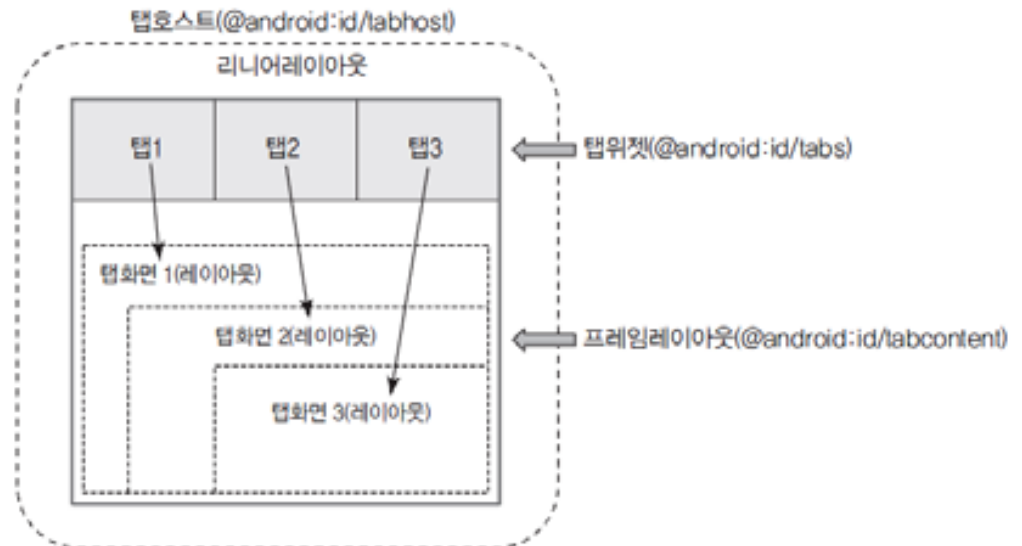 탭호스트(@android:id/tabhost)
리니어레이아웃
탭1 탭2 탭3
탭위젯(@android:id/tabs)
탭화면 1(레이아웃)
탭화면 2(레이아웃)
프레임레이아웃(@android:id/tabcontent)
탭화면 3(레이아웃)